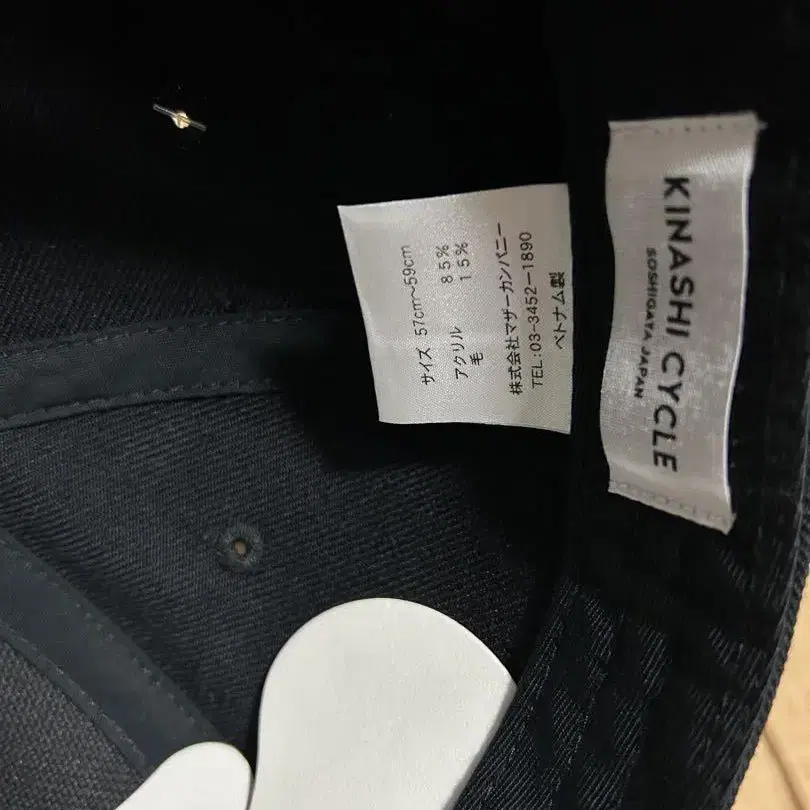 サイズ 57cm～59cm
アクリル 85%
毛 15%
株式会社マザーカンパニー
TEL:03-3452-1890
ベトナム製
KINASHI CYCLE
SOSHIGAYA JAPAN